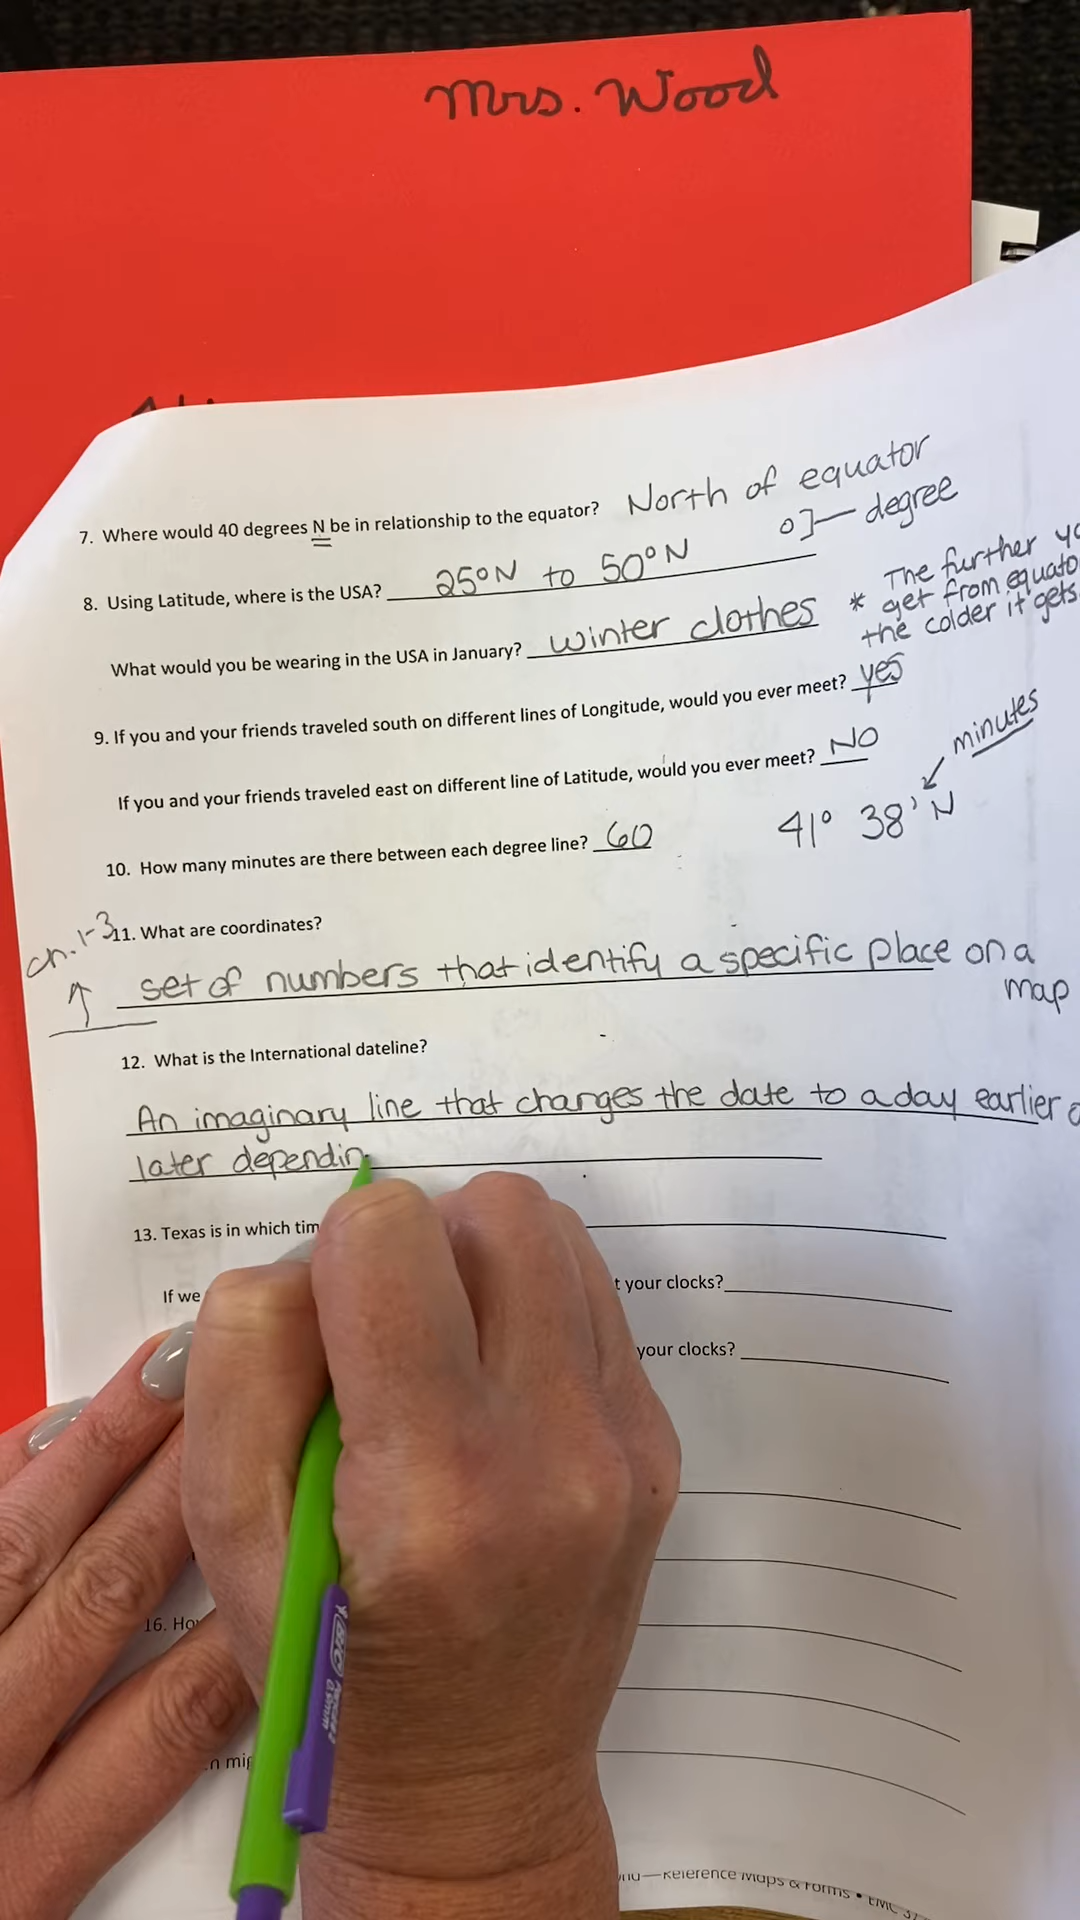 Mrs. Wood
7. Where would 40 degrees N be in relationship to the equator? North of equator
o]— degree
8. Using Latitude, where is the USA? 25°N to 50°N
* The further
get from equato
the colder it gets.
What would you be wearing in the USA in January? winter clothes
9. If you and your friends traveled south on different lines of Longitude, would you ever meet? yes
If you and your friends traveled east on different line of Latitude, would you ever meet? NO
minutes
41° 38' N
10. How many minutes are there between each degree line? 60
ch. 1-3
11. What are coordinates?
set of numbers that identify a specific place on a
map
12. What is the International dateline?
An imaginary line that changes the date to a day earlier
later dependin
13. Texas is in which tim
If we
t your clocks?
your clocks?
16. Ho
n mig
Reference Maps & Forms • EMC 37
BIC
0.9mm